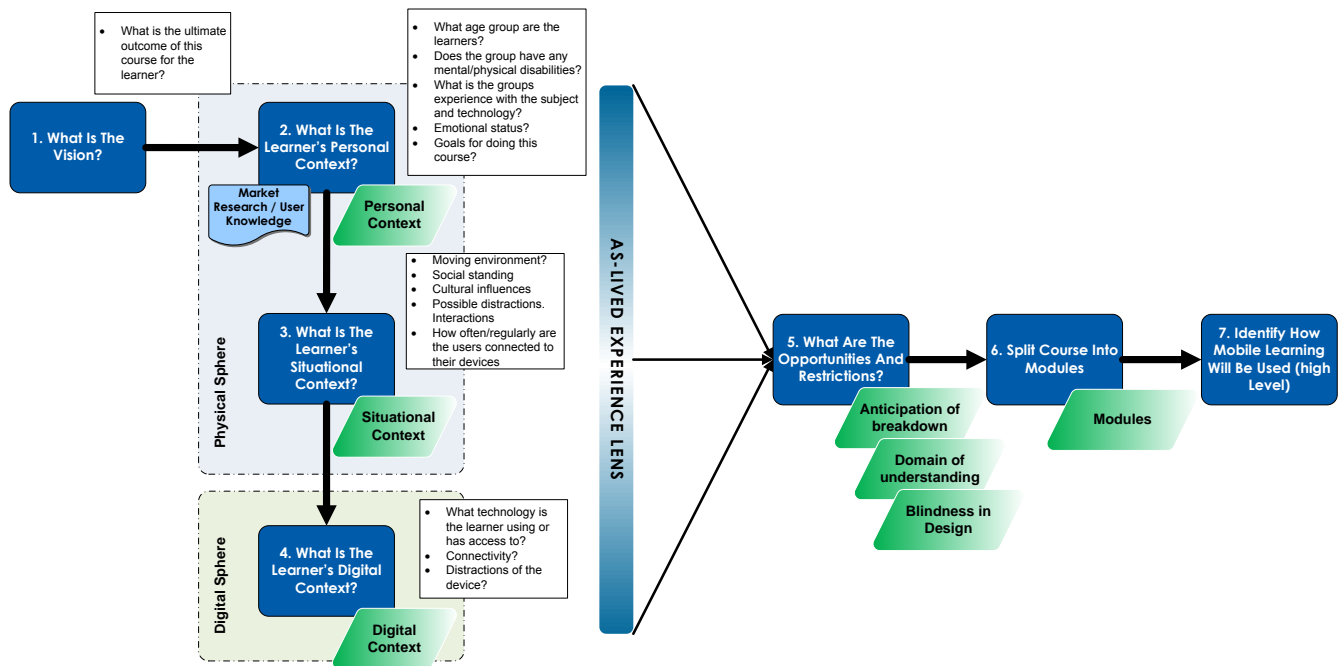 • What is the ultimate
outcome of this
course for the
learner?
1. What Is The
Vision?
• What age group are the
learners?
• Does the group have any
mental/physical disabilities?
• What is the groups
experience with the subject
and technology?
• Emotional status?
• Goals for doing this
course?
2. What Is The
Learner's Personal
Context?
Market
Research / User
Knowledge
Personal
Context
Physical Sphere
• Moving environment?
• Social standing
• Cultural influences
• Possible distractions.
Interactions
• How often/regularly are
the users connected to
their devices
3. What Is The
Learner's
Situational Context?
Situational
Context
Digital Sphere
• What technology is
the learner using or
has access to?
• Connectivity?
• Distractions of the
device?
4. What Is The
Learner's Digital
Context?
Digital
Context
AS-LIVED EXPERIENCE LENS
5. What Are The
Opportunities And
Restrictions?
Anticipation of
breakdown
Domain of
understanding
Blindness in
Design
6. Split Course Into
Modules
Modules
7. Identify How
Mobile Learning
Will Be Used (high
Level)